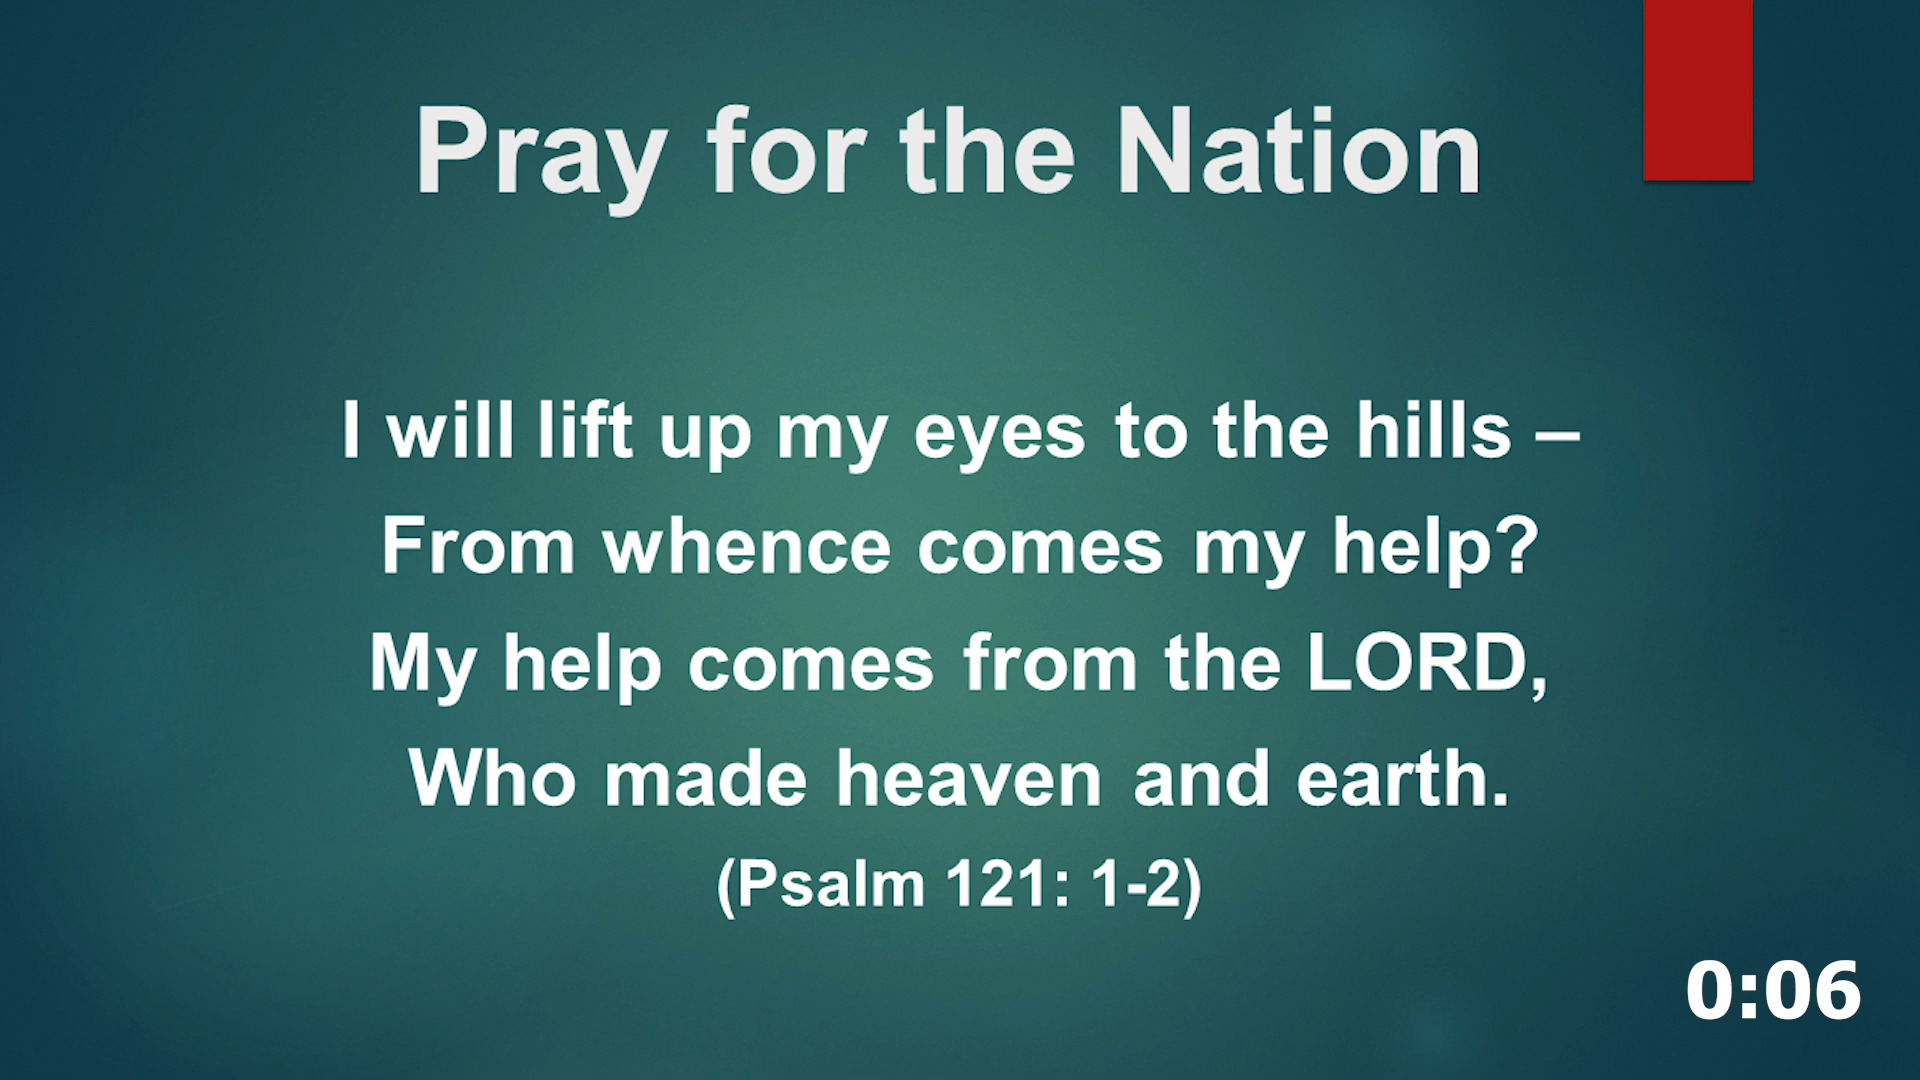 Pray for the Nation
I will lift up my eyes to the hills –
From whence comes my help?
My help comes from the LORD,
Who made heaven and earth.
(Psalm 121: 1-2)
0:06